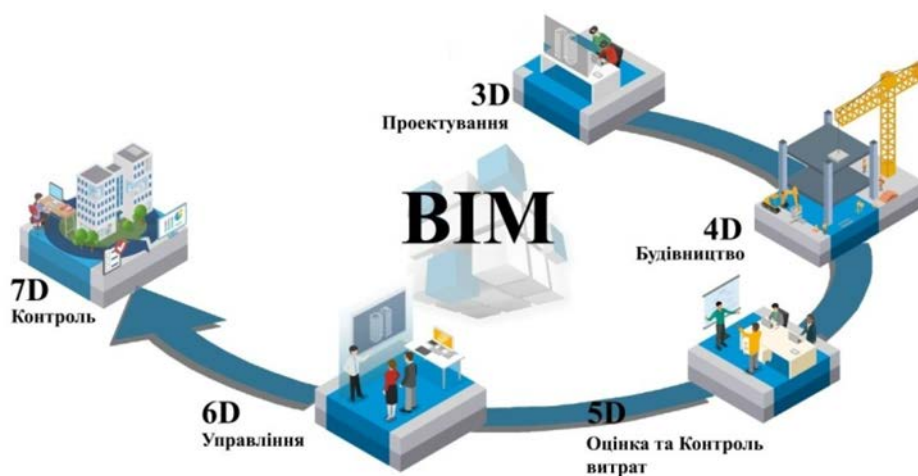 3D
Проектування
BIM
4D
Будівництво
7D
Контроль
6D
Управління
5D
Оцінка та Контроль
витрат